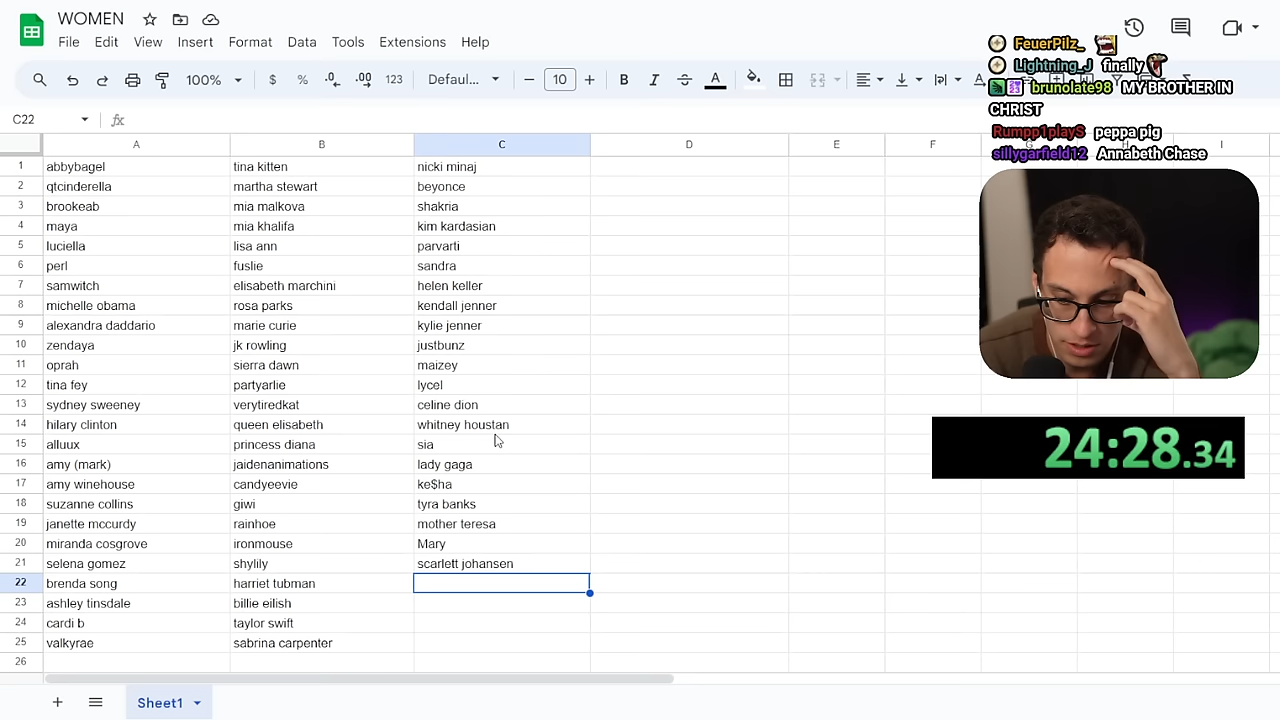 WOMEN
File Edit View Insert Format Data Tools Extensions Help
100% $ % .0 .00 123 Defaul... 10 B I A
C22 fx
A B C D E F G H I
1 abbybagel tina kitten nicki minaj
2 qtcinderella martha stewart beyonce
3 brookeab mia malkova shakria
4 maya mia khalifa kim kardasian
5 luciella lisa ann parvarti
6 perl fuslie sandra
7 samwitch elisabeth marchini helen keller
8 michelle obama rosa parks kendall jenner
9 alexandra daddario marie curie kylie jenner
10 zendaya jk rowling justbunz
11 oprah sierra dawn maizey
12 tina fey partyarlie lycel
13 sydney sweeney verytiredkat celine dion
14 hilary clinton queen elisabeth whitney houstan
15 alluux princess diana sia
16 amy (mark) jaidenanimations lady gaga
17 amy winehouse candyeevie ke$ha
18 suzanne collins giwi tyra banks
19 janette mccurdy rainhoe mother teresa
20 miranda cosgrove ironmouse Mary
21 selena gomez shylily scarlett johansen
22 brenda song harriet tubman
23 ashley tinsdale billie eilish
24 cardi b taylor swift
25 valkyrae sabrina carpenter
26
Sheet1
FeuerPilz_
Lightning_J finally
brunolate98 MY BROTHER IN
CHRIST
Rumpp1playS peppa pig
sillygarfield12 Annabeth Chase
24:28.34